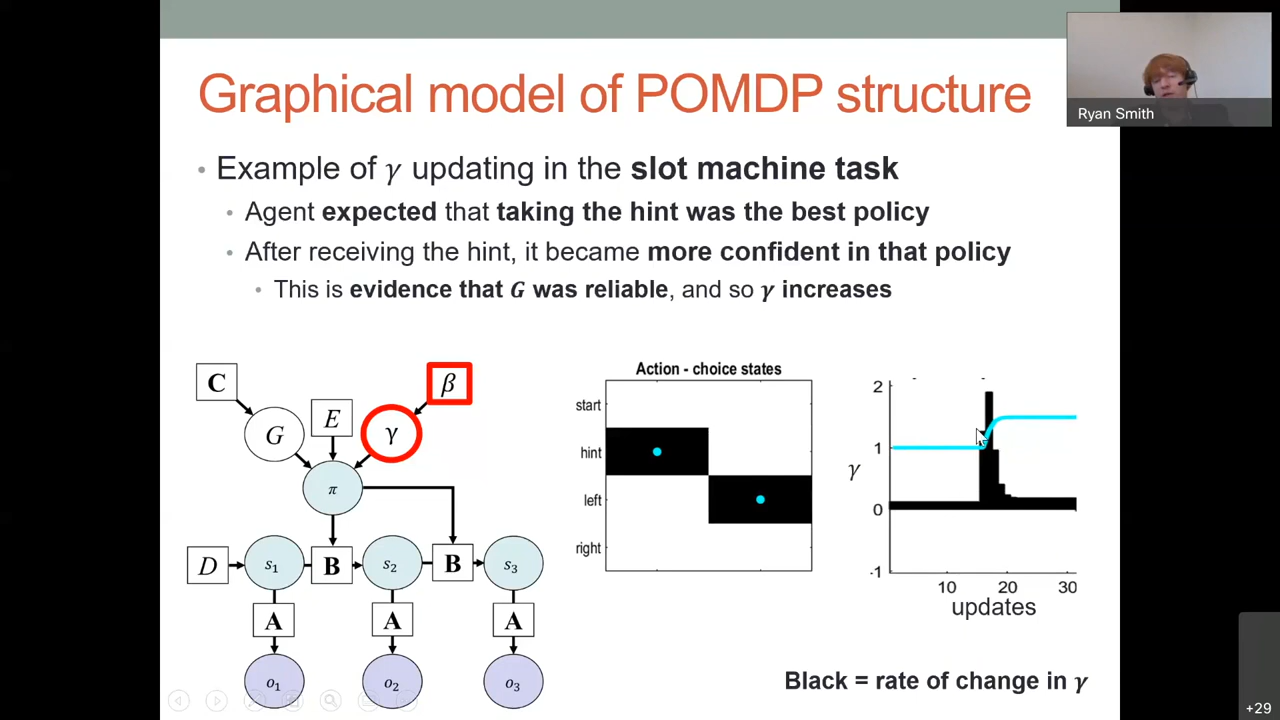 Graphical model of POMDP structure
Ryan Smith
• Example of γ updating in the slot machine task
• Agent expected that taking the hint was the best policy
• After receiving the hint, it became more confident in that policy
• This is evidence that G was reliable, and so γ increases
C
β
E
G
γ
π
D
s1
B
s2
B
s3
A
A
A
o1
o2
o3
Action - choice states
start
hint
left
right
2
1
γ
0
-1
10 20 30
updates
Black = rate of change in γ
+29